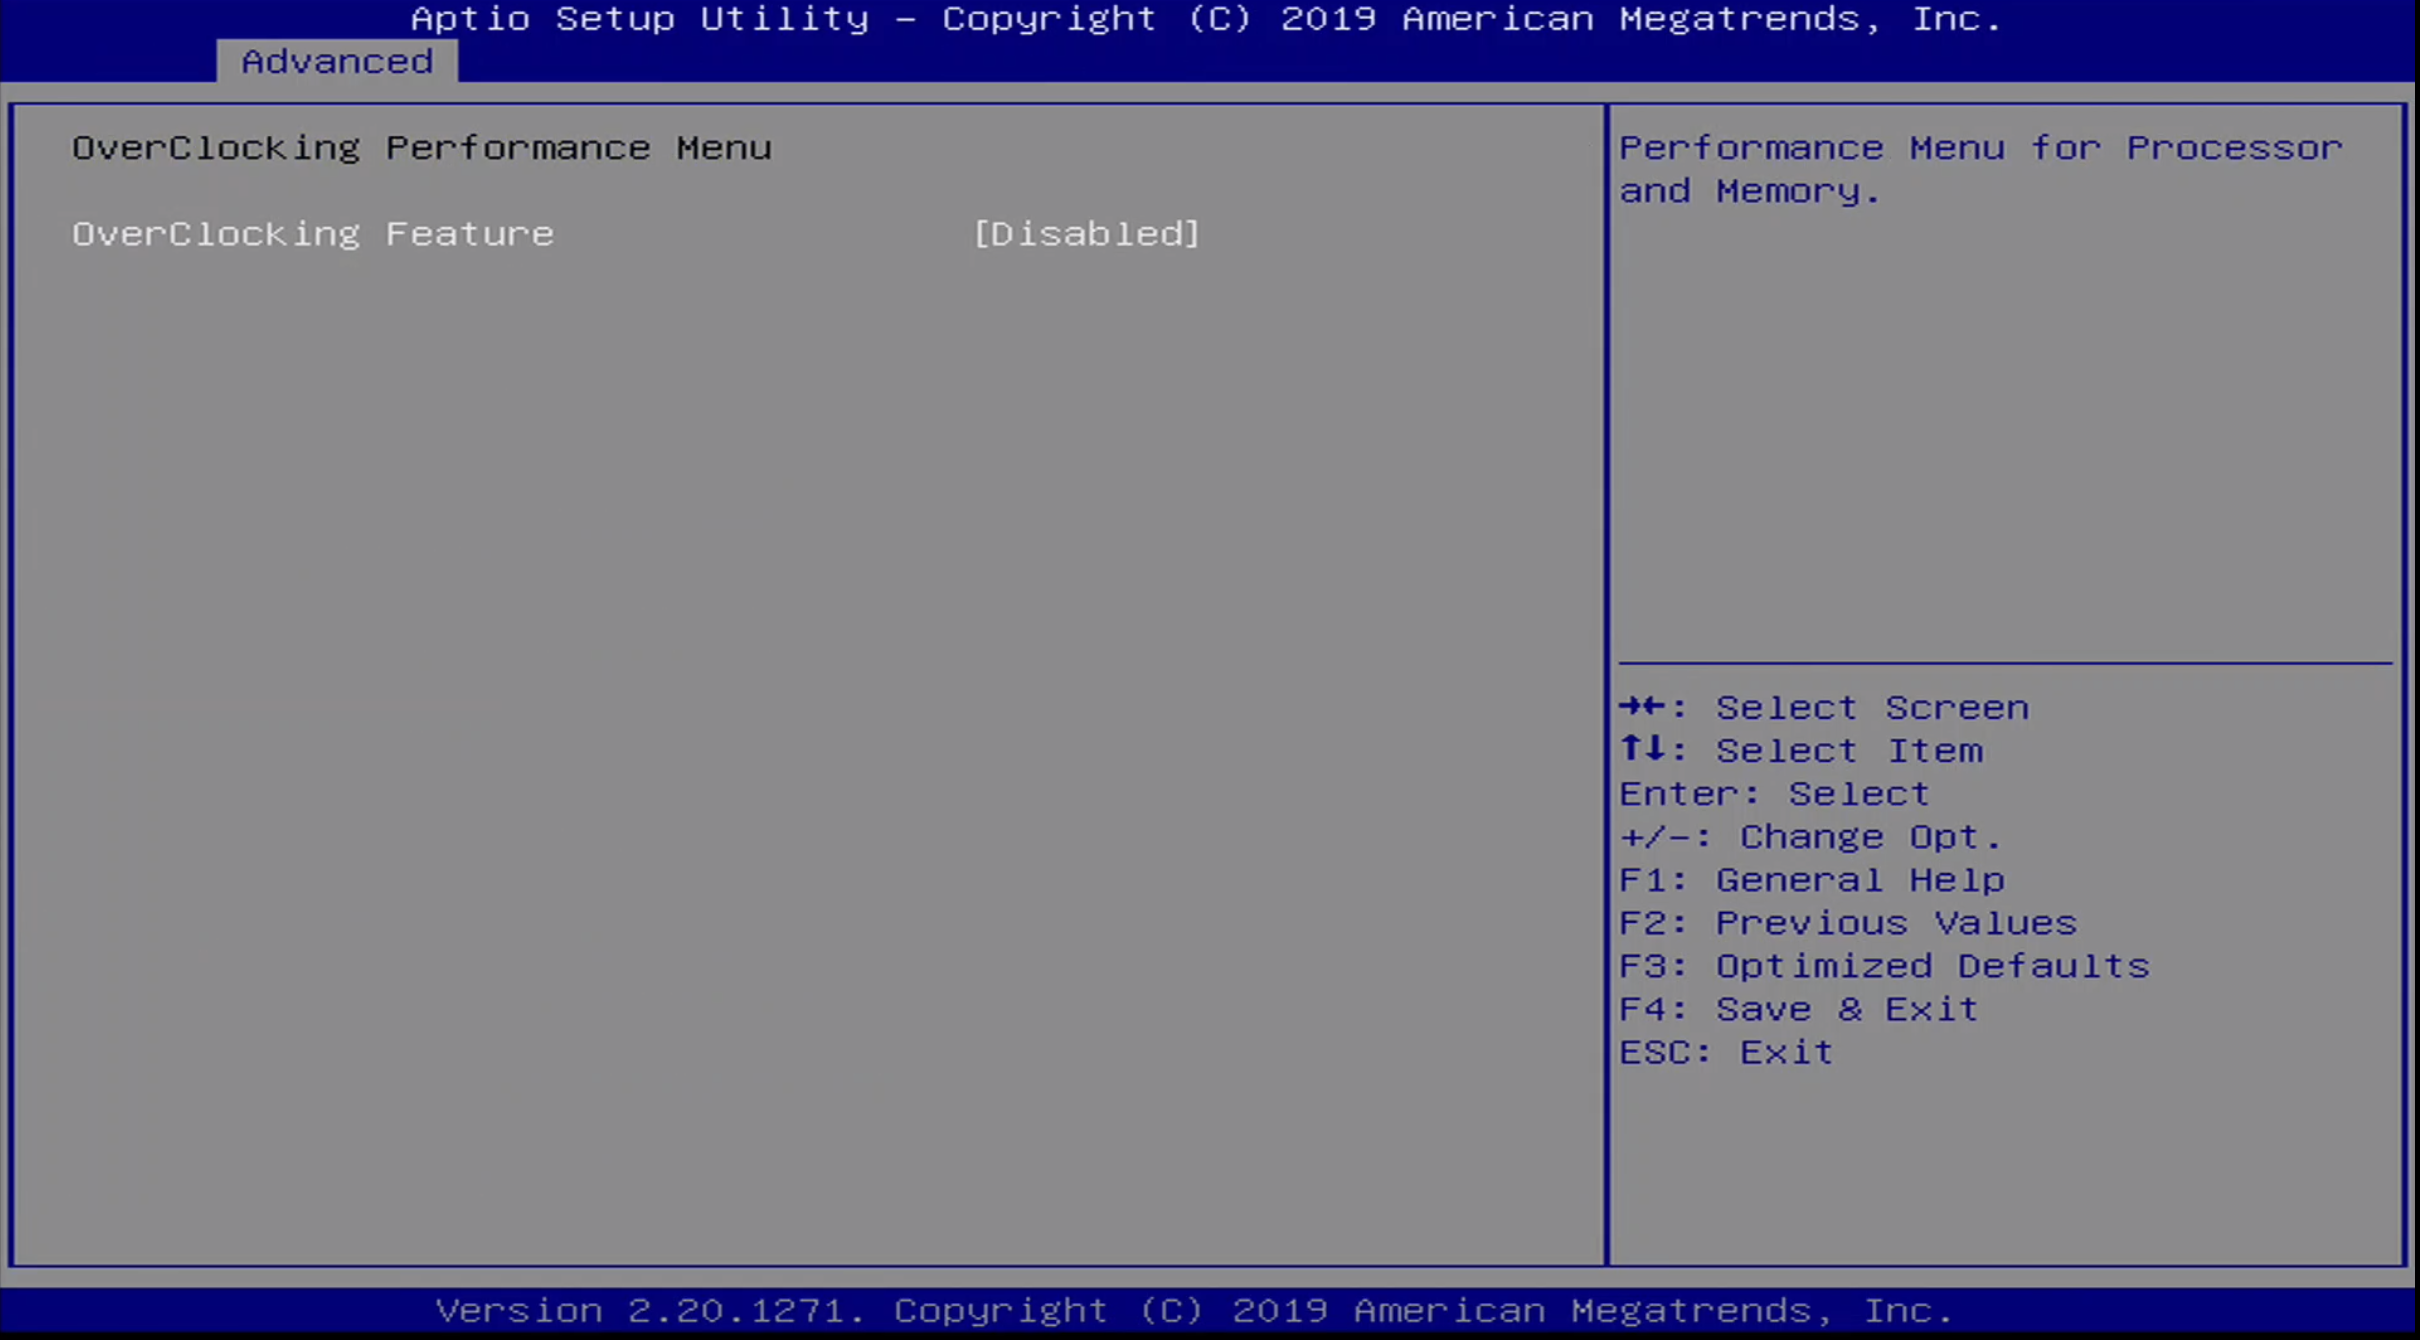 Aptio Setup Utility – Copyright (C) 2019 American Megatrends, Inc.
Advanced
OverClocking Performance Menu
OverClocking Feature [Disabled]
Performance Menu for Processor
and Memory.
→←: Select Screen
↑↓: Select Item
Enter: Select
+/-: Change Opt.
F1: General Help
F2: Previous Values
F3: Optimized Defaults
F4: Save & Exit
ESC: Exit
Version 2.20.1271. Copyright (C) 2019 American Megatrends, Inc.